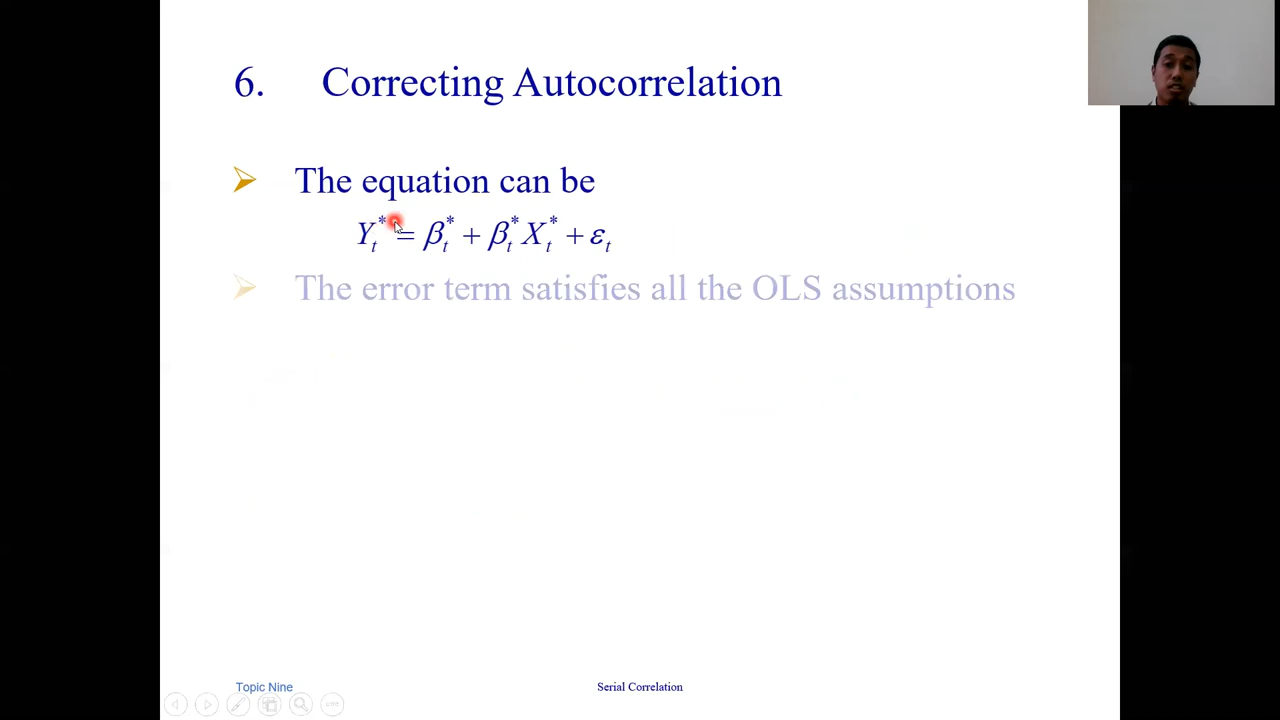 6. Correcting Autocorrelation
The equation can be
Y*t = β*t + β*t X*t + εt
The error term satisfies all the OLS assumptions
Topic Nine
Serial Correlation